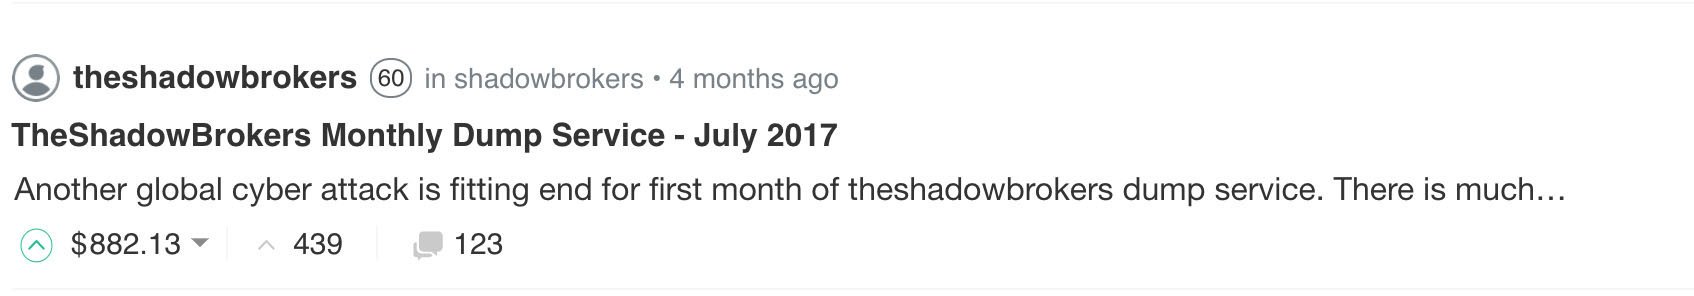 theshadowbrokers 60 in shadowbrokers • 4 months ago
TheShadowBrokers Monthly Dump Service - July 2017
Another global cyber attack is fitting end for first month of theshadowbrokers dump service. There is much...
$882.13 439 123